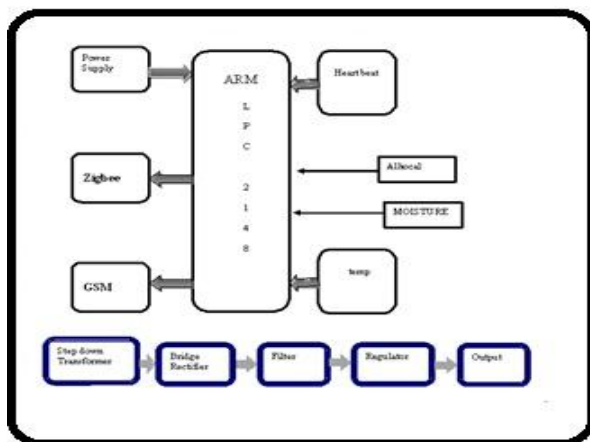 Power
Supply
ARM
L
P
C
2
1
4
8
Heartbeat
Zigbee
Alhocal
MOISTURE
GSM
temp
Step down
Transformer
Bridge
Rectifier
Filter
Regulator
Output